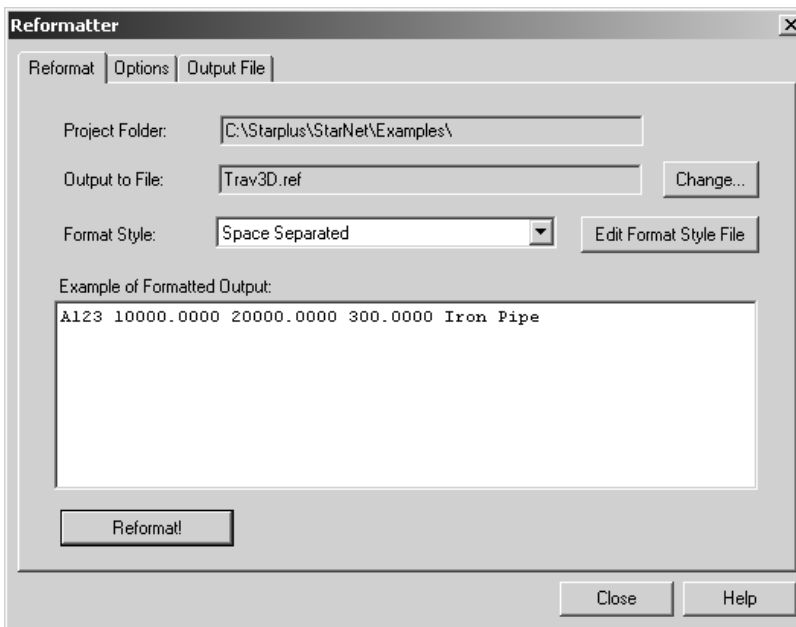 Reformatter
Reformat Options Output File
Project Folder: C:\Starplus\StarNet\Examples\
Output to File: Trav3D.ref Change...
Format Style: Space Separated Edit Format Style File
Example of Formatted Output:
A123 10000.0000 20000.0000 300.0000 Iron Pipe
Reformat!
Close Help